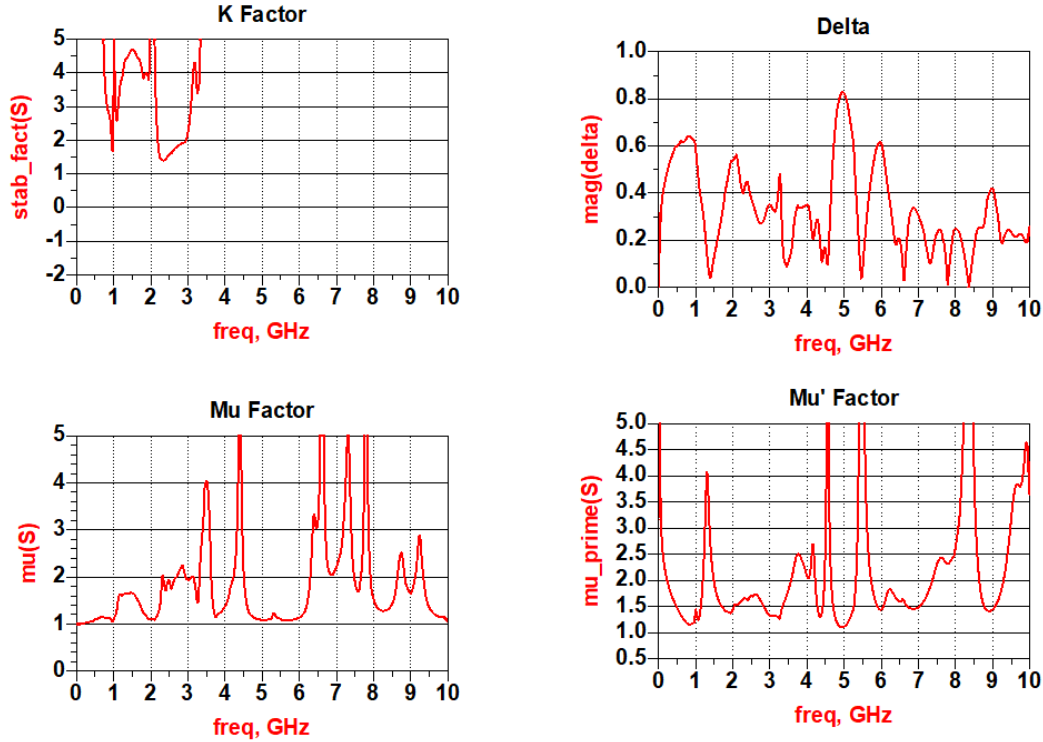 K Factor
stab_fact(S)
5
4
3
2
1
0
-1
-2
0 1 2 3 4 5 6 7 8 9 10
freq, GHz
Delta
mag(delta)
1.0
0.8
0.6
0.4
0.2
0.0
0 1 2 3 4 5 6 7 8 9 10
freq, GHz
Mu Factor
mu(S)
5
4
3
2
1
0
0 1 2 3 4 5 6 7 8 9 10
freq, GHz
Mu' Factor
mu_prime(S)
5.0
4.5
4.0
3.5
3.0
2.5
2.0
1.5
1.0
0.5
0 1 2 3 4 5 6 7 8 9 10
freq, GHz